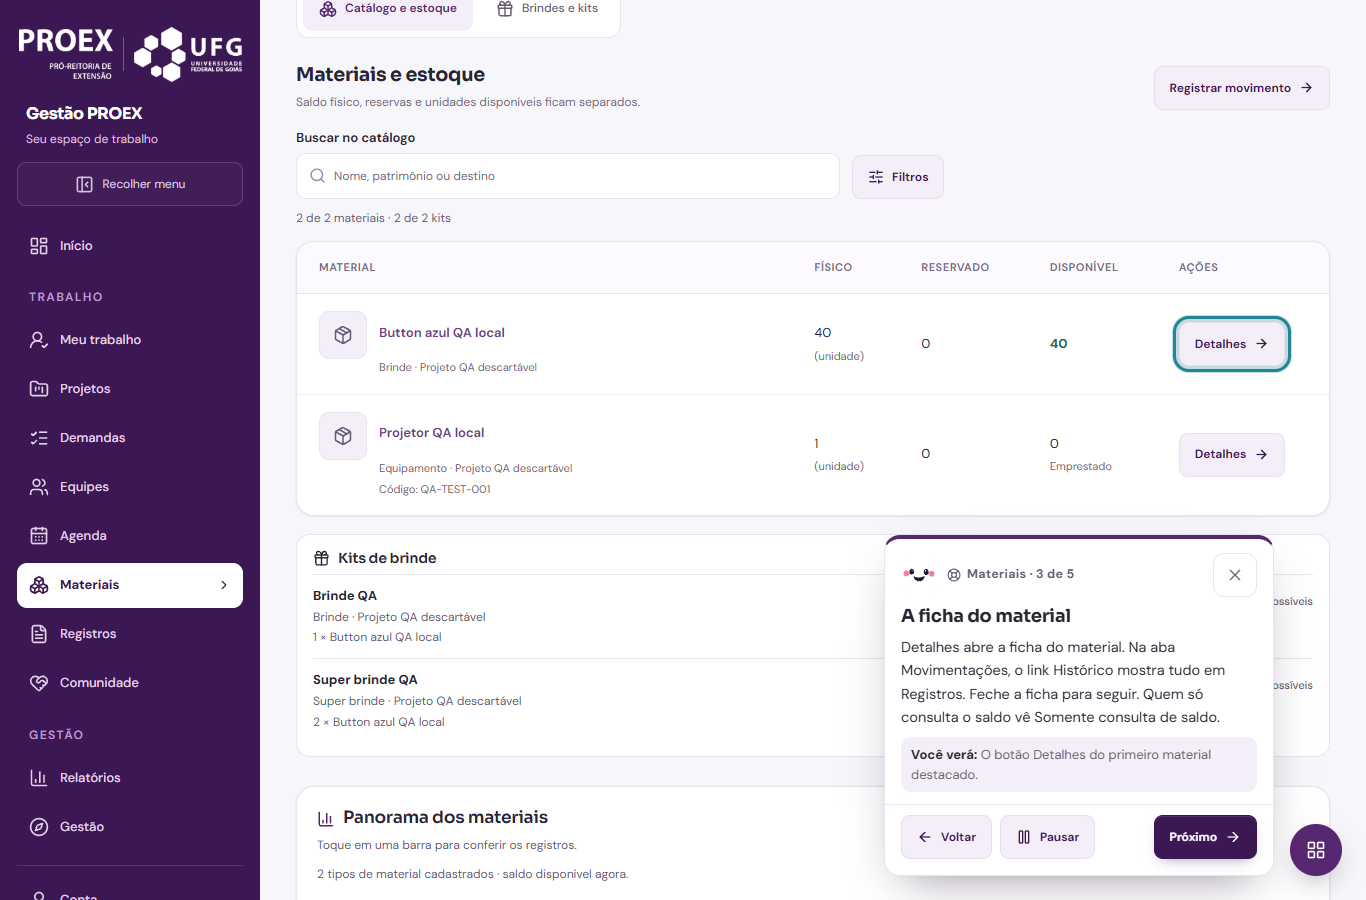 PROEX
PRÓ-REITORIA DE
EXTENSÃO
UFG
UNIVERSIDADE
FEDERAL DE GOIÁS
Gestão PROEX
Seu espaço de trabalho
Recolher menu
Início
TRABALHO
Meu trabalho
Projetos
Demandas
Equipes
Agenda
Materiais
Registros
Comunidade
GESTÃO
Relatórios
Gestão
Conta
Catálogo e estoque
Brindes e kits
Materiais e estoque
Saldo físico, reservas e unidades disponíveis ficam separados.
Registrar movimento
Buscar no catálogo
Nome, patrimônio ou destino
Filtros
2 de 2 materiais · 2 de 2 kits
MATERIAL FÍSICO RESERVADO DISPONÍVEL AÇÕES
Button azul QA local
Brinde · Projeto QA descartável
40
(unidade)
0
40
Detalhes
Projetor QA local
Equipamento · Projeto QA descartável
Código: QA-TEST-001
1
(unidade)
0
0
Emprestado
Detalhes
Kits de brinde
Brinde QA
Brinde · Projeto QA descartável
1 × Button azul QA local
ossíveis
Super brinde QA
Super brinde · Projeto QA descartável
2 × Button azul QA local
ossíveis
Panorama dos materiais
Toque em uma barra para conferir os registros.
2 tipos de material cadastrados · saldo disponível agora.
Materiais · 3 de 5
A ficha do material
Detalhes abre a ficha do material. Na aba
Movimentações, o link Histórico mostra tudo em
Registros. Feche a ficha para seguir. Quem só
consulta o saldo vê Somente consulta de saldo.
Você verá: O botão Detalhes do primeiro material
destacado.
Voltar
Pausar
Próximo